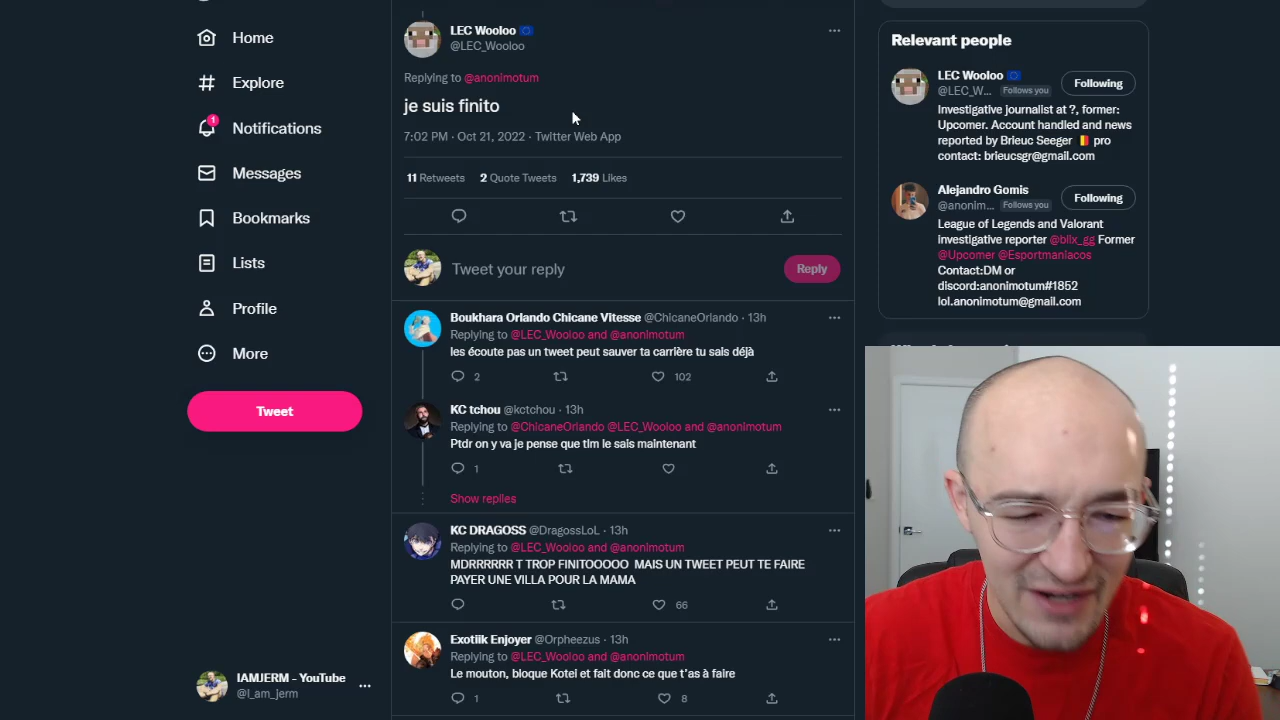 Home
Explore
1
Notifications
Messages
Bookmarks
Lists
Profile
More
Tweet
IAMJERM - YouTube
@I_am_jerm
LEC Wooloo
@LEC_Wooloo
Replying to @anonimotum
je suis finito
7:02 PM · Oct 21, 2022 · Twitter Web App
11 Retweets 2 Quote Tweets 1,739 Likes
Tweet your reply
Reply
Boukhara Orlando Chicane Vitesse @ChicaneOrlando · 13h
Replying to @LEC_Wooloo and @anonimotum
les écoute pas un tweet peut sauver ta carrière tu sais déjà
2 102
KC tchou @kctchou · 13h
Replying to @ChicaneOrlando @LEC_Wooloo and @anonimotum
Ptdr on y va je pense que tim le sais maintenant
1
Show replies
KC DRAGOSS @DragossLoL · 13h
Replying to @LEC_Wooloo and @anonimotum
MDRRRRRR T TROP FINITOOOOO MAIS UN TWEET PEUT TE FAIRE
PAYER UNE VILLA POUR LA MAMA
66
Exotiik Enjoyer @Orpheezus · 13h
Replying to @LEC_Wooloo and @anonimotum
Le mouton, bloque Kotei et fait donc ce que t'as à faire
1 8
Relevant people
LEC Wooloo
@LEC_W... Follows you
Following
Investigative journalist at ?, former:
Upcomer. Account handled and news
reported by Brieuc Seeger pro
contact: brieucsgr@gmail.com
Alejandro Gomis
@anonim... Follows you
Following
League of Legends and Valorant
investigative reporter @blix_gg Former
@Upcomer @Esportmaniacos
Contact:DM or
discord:anonimotum#1852
lol.anonimotum@gmail.com